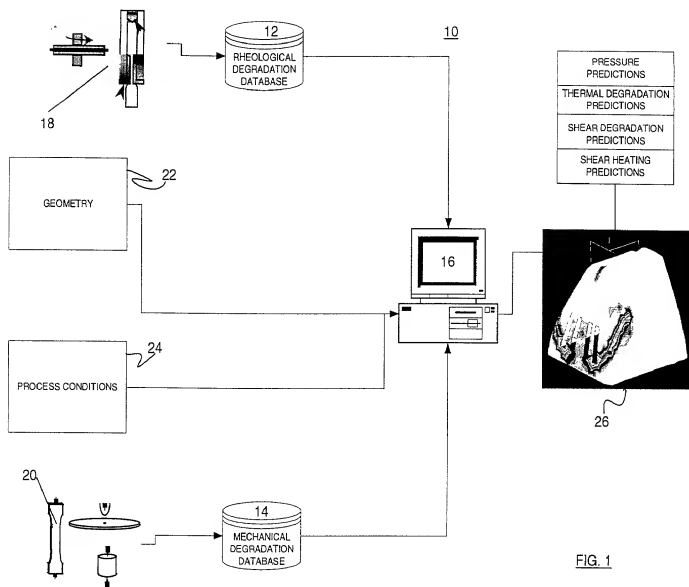 12
RHEOLOGICAL
DEGRADATION
DATABASE
10
18
PRESSURE
PREDICTIONS
THERMAL DEGRADATION
PREDICTIONS
SHEAR DEGRADATION
PREDICTIONS
SHEAR HEATING
PREDICTIONS
22
GEOMETRY
16
24
PROCESS CONDITIONS
26
20
14
MECHANICAL
DEGRADATION
DATABASE
FIG. 1